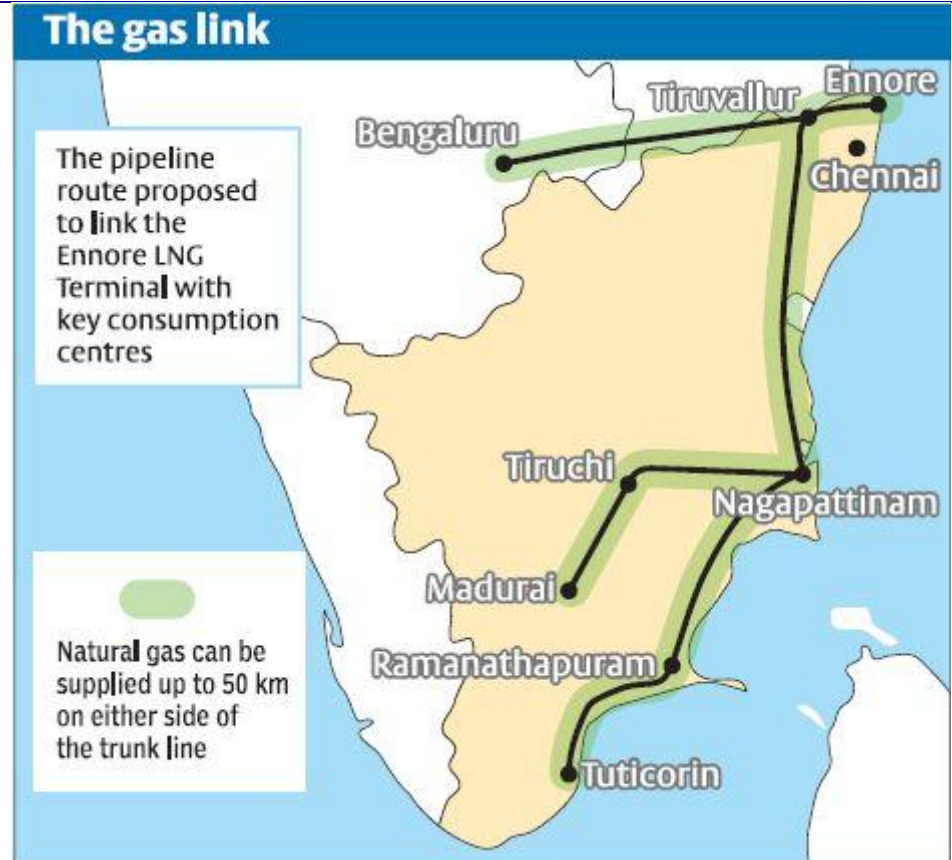 The gas link
The pipeline
route proposed
to link the
Ennore LNG
Terminal with
key consumption
centres
Ennore
Tiruvallur
Bengaluru
Chennai
Tiruchi
Nagapattinam
Madurai
Ramanathapuram
Tuticorin
Natural gas can be
supplied up to 50 km
on either side of
the trunk line